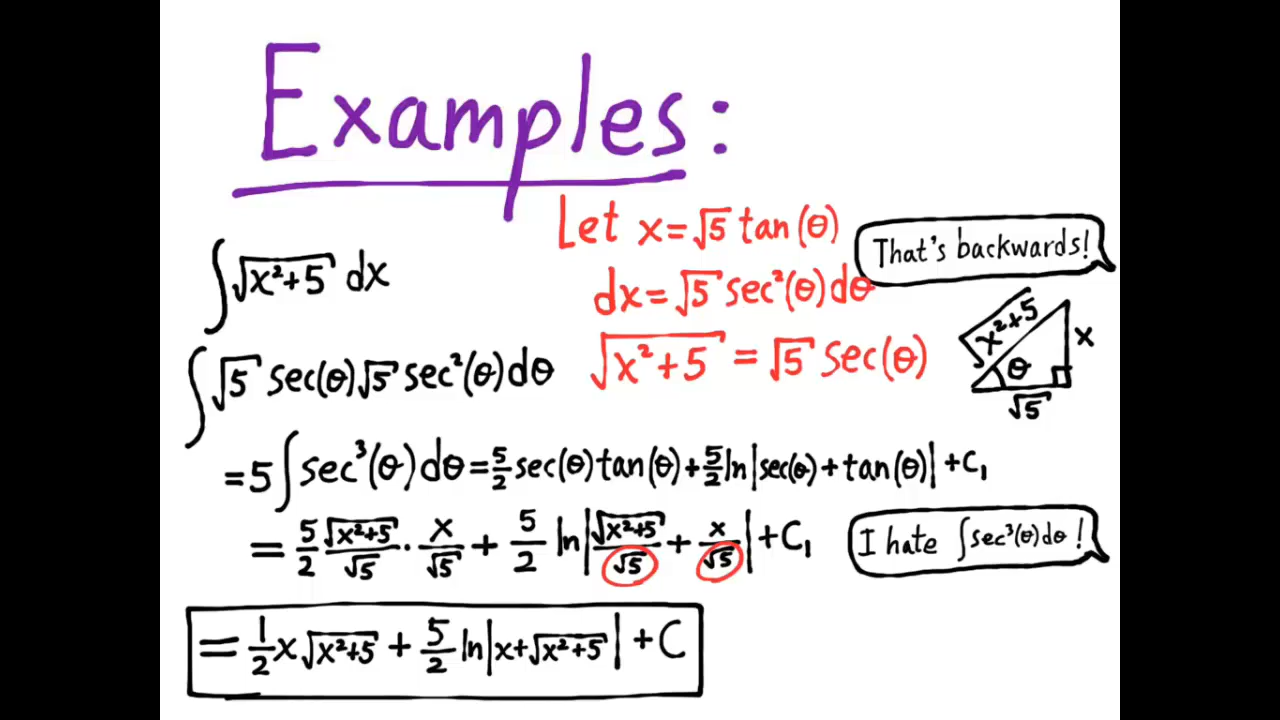 Examples:
Let x=√5 tan(θ)
That's backwards!
∫√(x²+5) dx
dx=√5 sec²(θ)dθ
√(x²+5) = √5 sec(θ)
√(x²+5)
x
θ
√5
∫√5 sec(θ)√5 sec²(θ)dθ
=5∫sec³(θ)dθ=5/2 sec(θ)tan(θ)+5/2 ln|sec(θ)+tan(θ)|+C₁
= 5/2 √(x²+5)/√5 · x/√5 + 5/2 ln|√(x²+5)/√5 + x/√5| +C₁
I hate ∫sec³(θ)dθ!
= 1/2 x√(x²+5) + 5/2 ln|x+√(x²+5)| +C